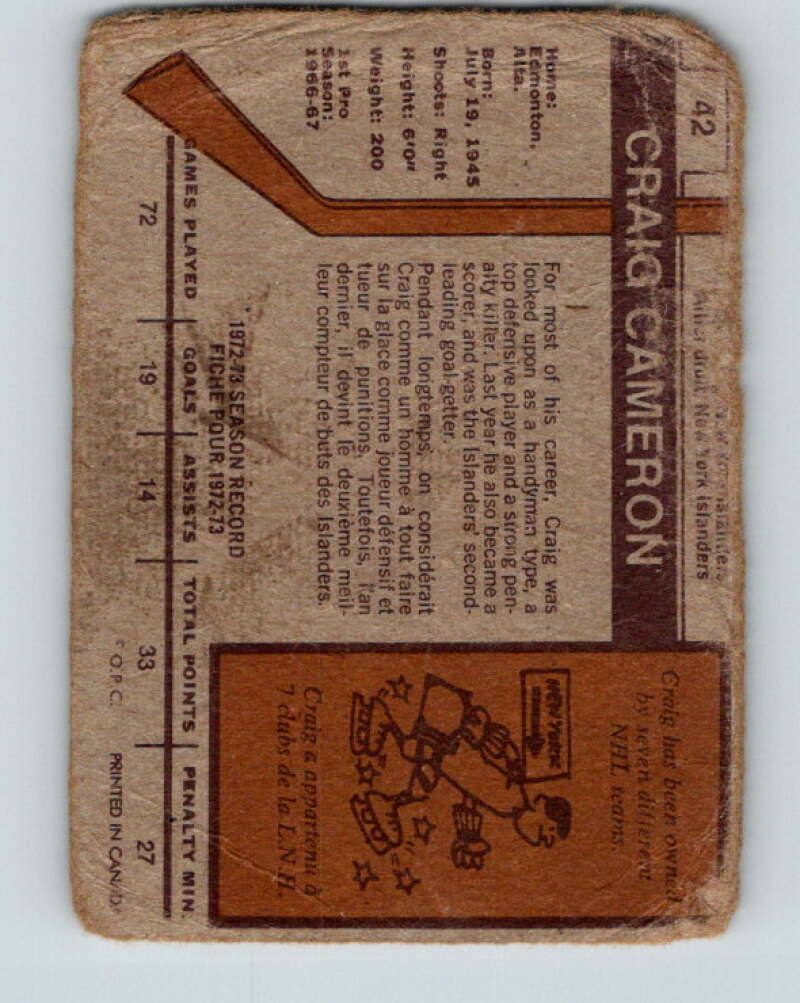 42
CRAIG CAMERON
Ailier droit New York Islanders
Home:
Edmonton,
Alta.
Born:
July 19, 1945
Shoots: Right
Height: 6'0"
Weight: 200
1st Pro
Season:
1966-67
For most of his career, Craig was
looked upon as a handyman type, a
top defensive player and a strong pen-
alty killer. Last year he also became a
scorer, and was the Islanders' second-
leading goal-getter.
Pendant longtemps, on considérait
Craig comme un homme à tout faire
sur la glace comme joueur défensif et
tueur de punitions. Toutefois, l'an
dernier, il devint le deuxième meil-
leur compteur de buts des Islanders.
Craig has been owned
by seven different
NHL teams.
NEW YORK
Craig a appartenu à
7 clubs de la L.N.H.
1972-73 SEASON RECORD
FICHE POUR 1972-73
GAMES PLAYED GOALS ASSISTS TOTAL POINTS PENALTY MIN.
72 19 14 33 27
© O.P.C. PRINTED IN CANADA